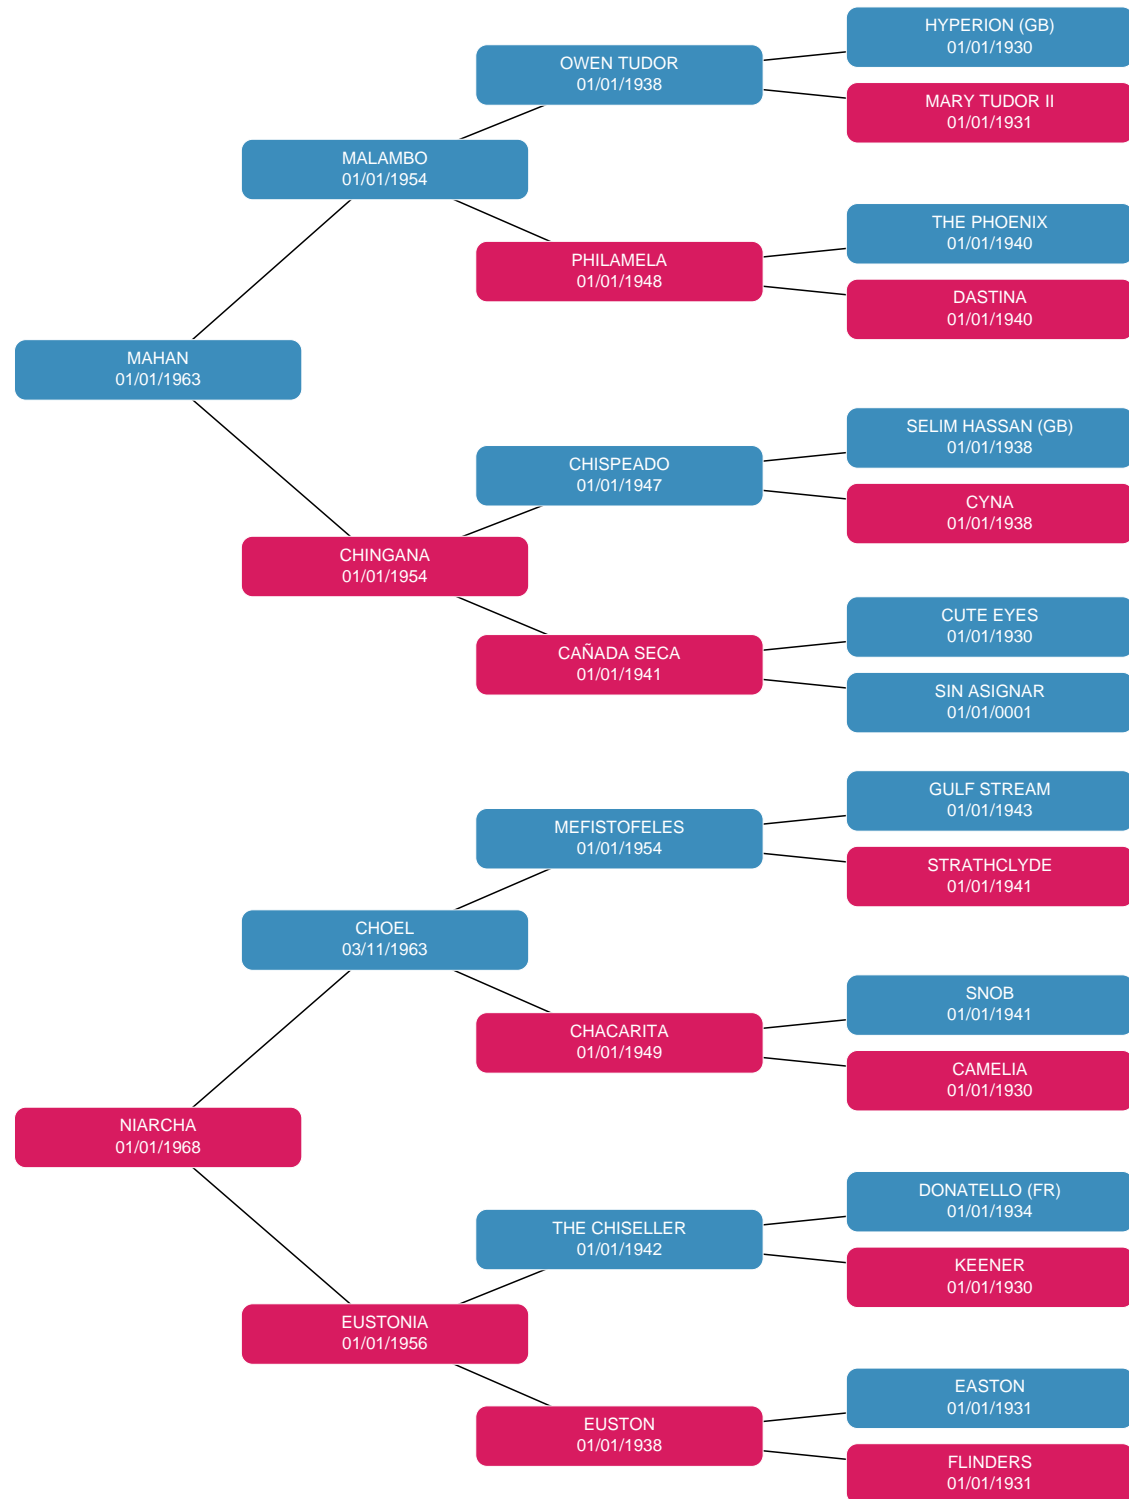 HYPERION (GB)
01/01/1930
OWEN TUDOR
01/01/1938
MARY TUDOR II
01/01/1931
MALAMBO
01/01/1954
THE PHOENIX
01/01/1940
PHILAMELA
01/01/1948
DASTINA
01/01/1940
MAHAN
01/01/1963
SELIM HASSAN (GB)
01/01/1938
CHISPEADO
01/01/1947
CYNA
01/01/1938
CHINGANA
01/01/1954
CUTE EYES
01/01/1930
CAÑADA SECA
01/01/1941
SIN ASIGNAR
01/01/0001
GULF STREAM
01/01/1943
MEFISTOFELES
01/01/1954
STRATHCLYDE
01/01/1941
CHOEL
03/11/1963
SNOB
01/01/1941
CHACARITA
01/01/1949
CAMELIA
01/01/1930
NIARCHA
01/01/1968
DONATELLO (FR)
01/01/1934
THE CHISELLER
01/01/1942
KEENER
01/01/1930
EUSTONIA
01/01/1956
EASTON
01/01/1931
EUSTON
01/01/1938
FLINDERS
01/01/1931